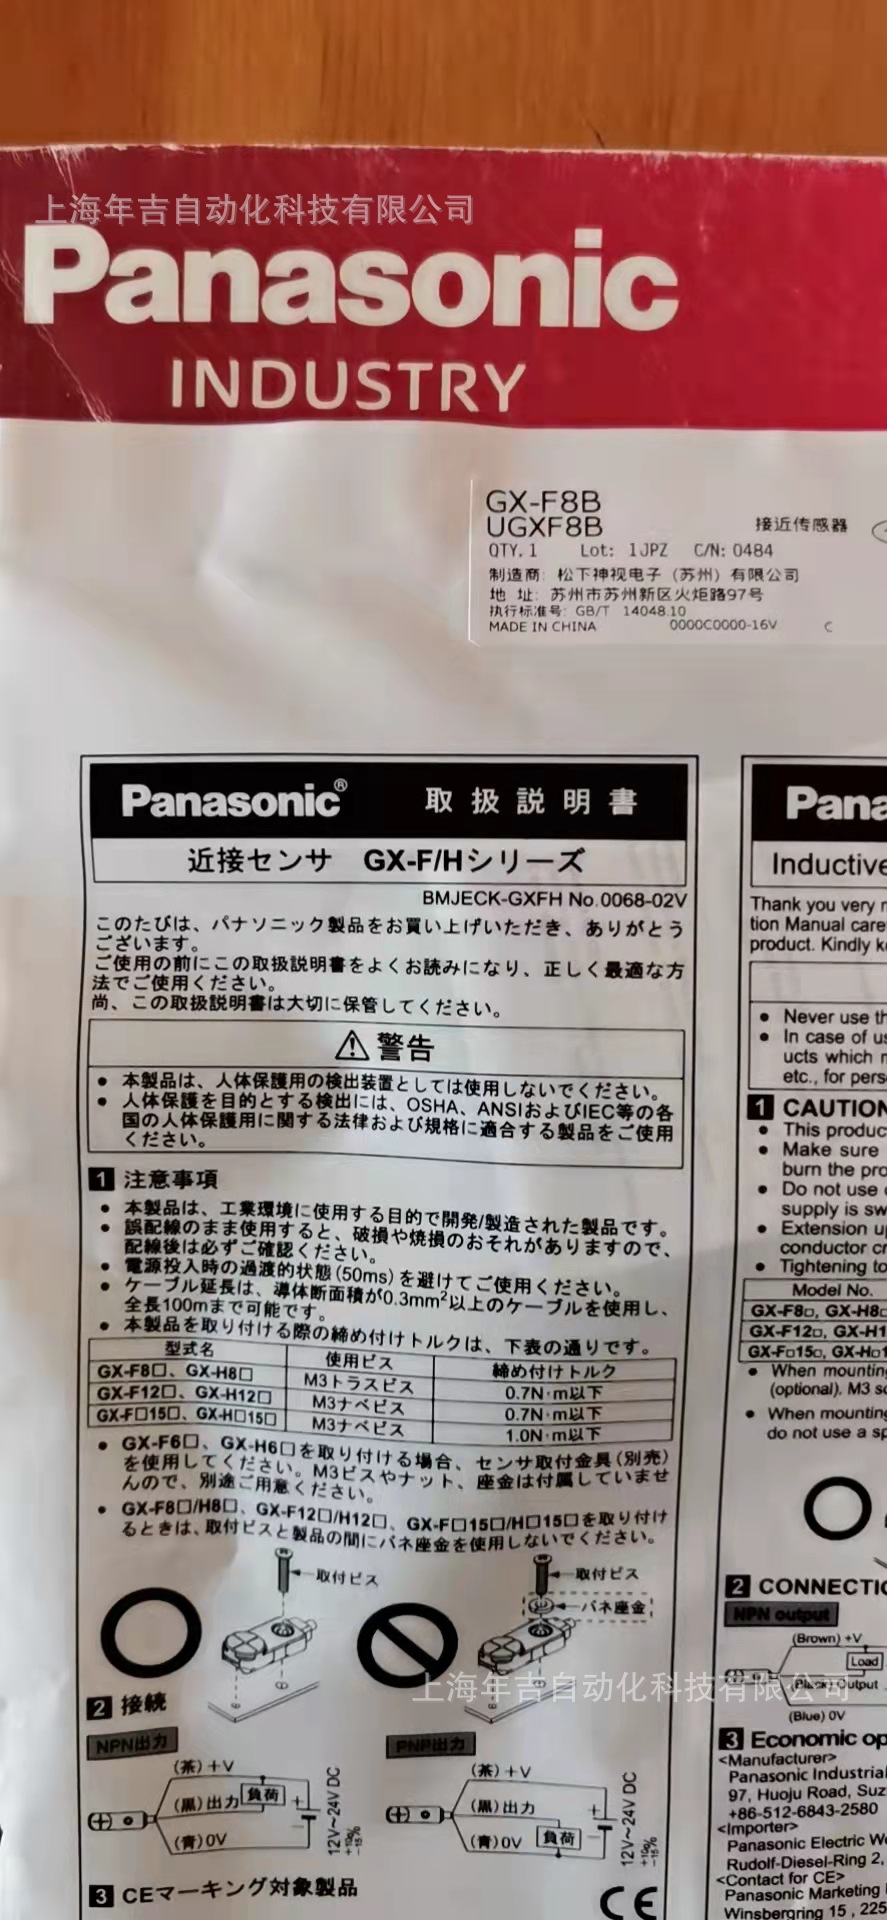 上海年吉自动化科技有限公司
Panasonic
INDUSTRY
GX-F8B
UGXF8B
接近传感器
QTY.1 Lot: 1JPZ C/N: 0484
制造商: 松下神视电子(苏州)有限公司
地 址: 苏州市苏州新区火炬路97号
执行标准号: GB/T 14048.10
MADE IN CHINA 0000C0000-16V C
Panasonic® 取扱説明書
近接センサ GX-F/Hシリーズ
BMJECK-GXFH No.0068-02V
このたびは、パナソニック製品をお買い上げいただき、ありがとう
ございます。
ご使用の前にこの取扱説明書をよくお読みになり、正しく最適な方
法でご使用ください。
尚、この取扱説明書は大切に保管してください。
⚠ 警告
● 本製品は、人体保護用の検出装置としては使用しないでください。
● 人体保護を目的とする検出には、OSHA、ANSIおよびIEC等の各
国の人体保護用に関する法律および規格に適合する製品をご使用
ください。
1 注意事項
● 本製品は、工業環境に使用する目的で開発/製造された製品です。
● 誤配線のまま使用すると、破損や焼損のおそれがありますので、
配線後は必ずご確認ください。
● 電源投入時の過渡的状態(50ms)を避けてご使用ください。
● ケーブル延長は、導体断面積が0.3mm²以上のケーブルを使用し、
全長100mまで可能です。
● 本製品を取り付ける際の締め付けトルクは、下表の通りです。
型式名 使用ビス 締め付けトルク
GX-F8□、GX-H8□ M3トラスビス 0.7N·m以下
GX-F12□、GX-H12□ M3ナベビス 0.7N·m以下
GX-F□15□、GX-H□15□ M3ナベビス 1.0N·m以下
● GX-F6□、GX-H6□を取り付ける場合、センサ取付金具(別売)
を使用してください。M3ビスやナット、座金は付属していませ
んので、別途ご用意ください。
● GX-F8□/H8□、GX-F12□/H12□、GX-F□15□/H□15□を取り付け
るときは、取付ビスと製品の間にバネ座金を使用しないでください。
取付ビス
取付ビス
バネ座金
2 接続
NPN出力
(茶)+V
(黒)出力
負荷
(青)0V
+
12V~24V DC
+10%
-15%
PNP出力
(茶)+V
(黒)出力
(青)0V
負荷
+
12V~24V DC
+10%
-15%
3 CEマーキング対象製品
CE
Pana
Inductive
Thank you very
tion Manual care
product. Kindly k
● Never use th
● In case of us
ucts which
etc., for pers
1 CAUTION
● This produc
● Make sure
burn the pro
● Do not use
supply is sw
● Extension u
conductor cr
● Tightening to
Model No.
GX-F8□, GX-H8□
GX-F12□, GX-H1
GX-F□15□, GX-H□1
● When mounting
(optional). M3 s
● When mounting
do not use a sp
2 CONNECTIO
NPN output
(Brown) +V
Load
(Black) Output
(Blue) 0V
上海年吉自动化科技有限公司
3 Economic op
<Manufacturer>
Panasonic Industrial
97, Huoju Road, Suz
+86-512-6843-2580
<Importer>
Panasonic Electric W
Rudolf-Diesel-Ring 2,
<Contact for CE>
Panasonic Marketing
Winsbergring 15 , 225